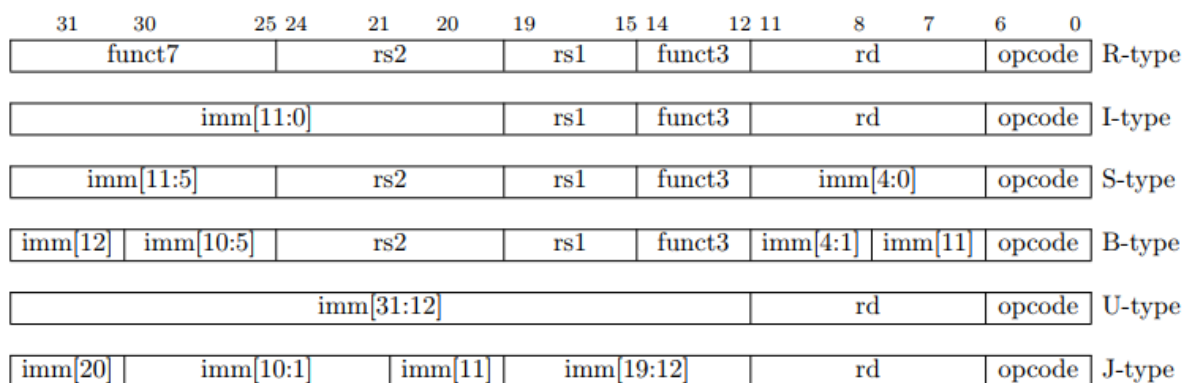 31 30 25 24 21 20 19 15 14 12 11 8 7 6 0
funct7 rs2 rs1 funct3 rd opcode R-type
imm[11:0] rs1 funct3 rd opcode I-type
imm[11:5] rs2 rs1 funct3 imm[4:0] opcode S-type
imm[12] imm[10:5] rs2 rs1 funct3 imm[4:1] imm[11] opcode B-type
imm[31:12] rd opcode U-type
imm[20] imm[10:1] imm[11] imm[19:12] rd opcode J-type